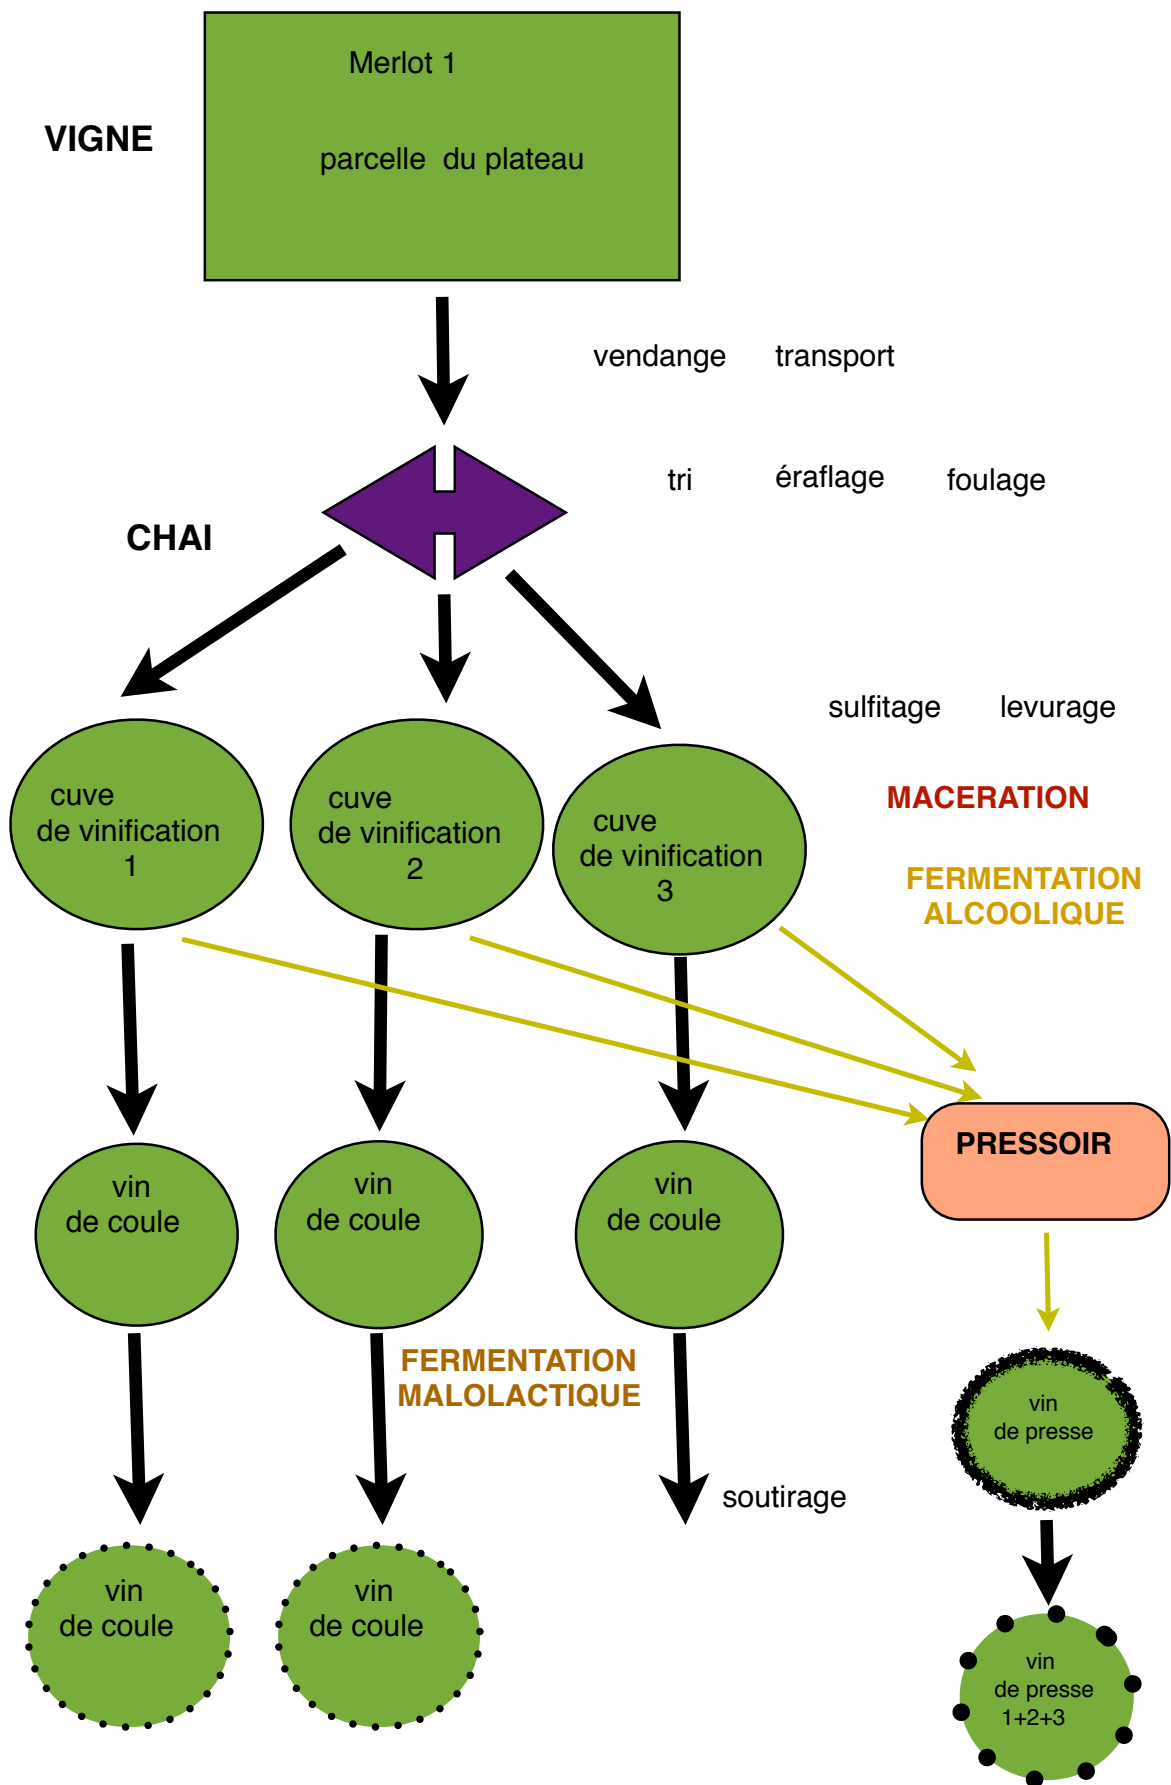 Merlot 1
VIGNE
parcelle du plateau
vendange transport
tri éraflage foulage
CHAI
sulfitage levurage
MACERATION
cuve
de vinification
1
cuve
de vinification
2
cuve
de vinification
3
FERMENTATION
ALCOOLIQUE
PRESSOIR
vin
de coule
vin
de coule
vin
de coule
FERMENTATION
MALOLACTIQUE
vin
de presse
soutirage
vin
de coule
vin
de coule
vin
de presse
1+2+3